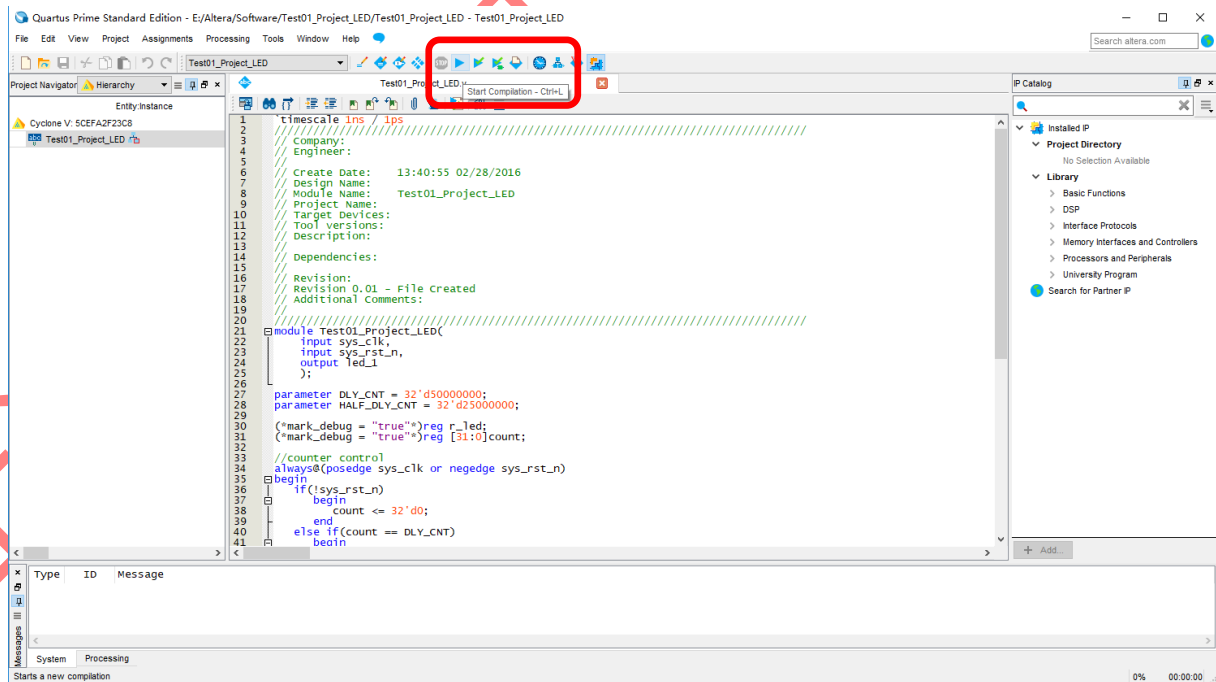 Quartus Prime Standard Edition - E:/Altera/Software/Test01_Project_LED/Test01_Project_LED - Test01_Project_LED
File Edit View Project Assignments Processing Tools Window Help
Search altera.com
Test01_Project_LED
STOP
Project Navigator Hierarchy
Test01_Project_LED.v
IP Catalog
Start Compilation - Ctrl+L
Entity:Instance
Cyclone V: 5CEFA2F23C8
abc Test01_Project_LED
1 `timescale 1ns / 1ps
2 //////////////////////////////////////////////////////////////////////////////////
3 // Company:
4 // Engineer:
5 //
6 // Create Date: 13:40:55 02/28/2016
7 // Design Name:
8 // Module Name: Test01_Project_LED
9 // Project Name:
10 // Target Devices:
11 // Tool versions:
12 // Description:
13 //
14 // Dependencies:
15 //
16 // Revision:
17 // Revision 0.01 - File Created
18 // Additional Comments:
19 //
20 //////////////////////////////////////////////////////////////////////////////////
21 module Test01_Project_LED(
22 input sys_clk,
23 input sys_rst_n,
24 output led_1
25 );
26
27 parameter DLY_CNT = 32'd50000000;
28 parameter HALF_DLY_CNT = 32'd25000000;
29
30 (*mark_debug = "true"*)reg r_led;
31 (*mark_debug = "true"*)reg [31:0]count;
32
33 //counter control
34 always@(posedge sys_clk or negedge sys_rst_n)
35 begin
36 if(!sys_rst_n)
37 begin
38 count <= 32'd0;
39 end
40 else if(count == DLY_CNT)
41 begin
Installed IP
Project Directory
No Selection Available
Library
Basic Functions
DSP
Interface Protocols
Memory Interfaces and Controllers
Processors and Peripherals
University Program
Search for Partner IP
+ Add...
Type ID Message
Messages
System Processing
Starts a new compilation
0% 00:00:00